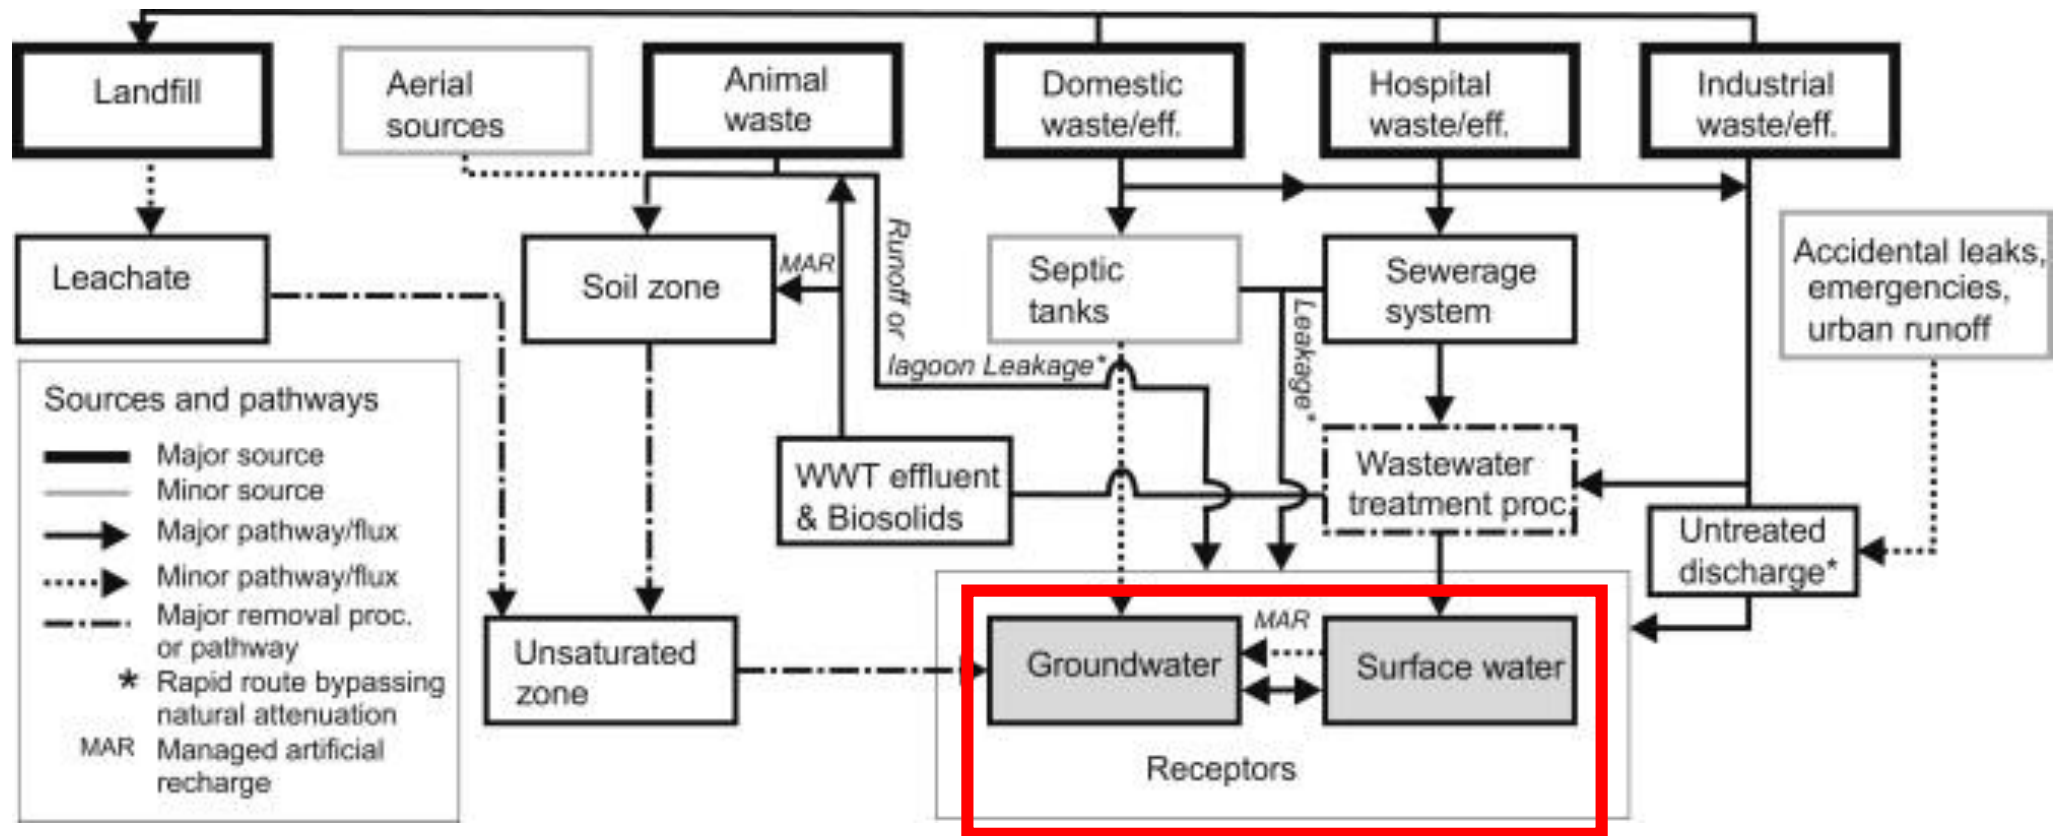 Landfill
Aerial
sources
Animal
waste
Domestic
waste/eff.
Hospital
waste/eff.
Industrial
waste/eff.
Leachate
Soil zone
MAR
Runoff or
lagoon Leakage*
Septic
tanks
Leakage*
Sewerage
system
Accidental leaks,
emergencies,
urban runoff
Sources and pathways
Major source
Minor source
Major pathway/flux
Minor pathway/flux
Major removal proc.
or pathway
* Rapid route bypassing
natural attenuation
MAR Managed artificial
recharge
WWT effluent
& Biosolids
Wastewater
treatment proc.
Untreated
discharge*
Unsaturated
zone
Groundwater
MAR
Surface water
Receptors